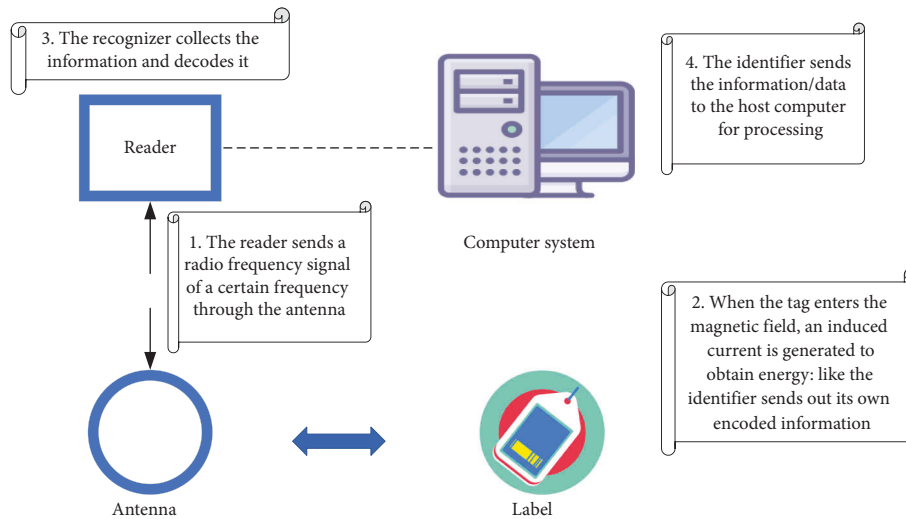 3. The recognizer collects the
information and decodes it
Reader
4. The identifier sends
the information/data
to the host computer
for processing
1. The reader sends a
radio frequency signal
of a certain frequency
through the antenna
Computer system
2. When the tag enters the
magnetic field, an induced
current is generated to
obtain energy: like the
identifier sends out its own
encoded information
Antenna
Label